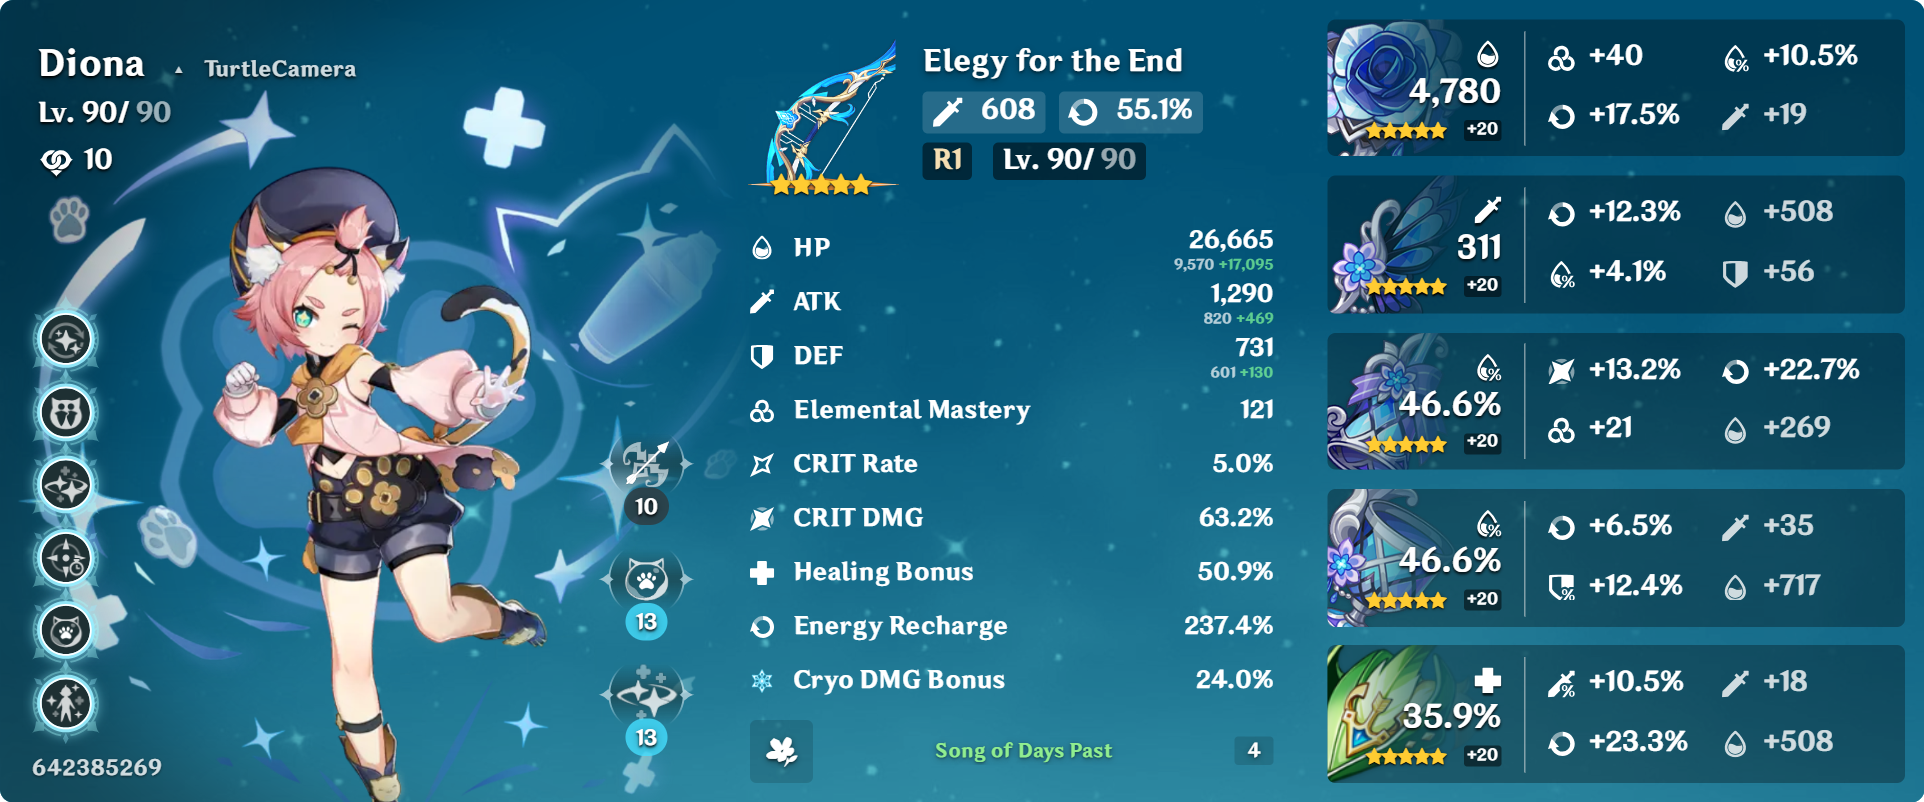 Diona ▲ TurtleCamera
Lv. 90/ 90
10
10
13
13
642385269
Elegy for the End
608 55.1%
R1 Lv. 90/ 90
HP 26,665
9,570 +17,095
ATK 1,290
820 +469
DEF 731
601 +130
Elemental Mastery 121
CRIT Rate 5.0%
CRIT DMG 63.2%
Healing Bonus 50.9%
Energy Recharge 237.4%
Cryo DMG Bonus 24.0%
Song of Days Past 4
4,780
+20
+40 +10.5%
+17.5% +19
311
+20
+12.3% +508
+4.1% +56
46.6%
+20
+13.2% +22.7%
+21 +269
46.6%
+20
+6.5% +35
+12.4% +717
35.9%
+20
+10.5% +18
+23.3% +508